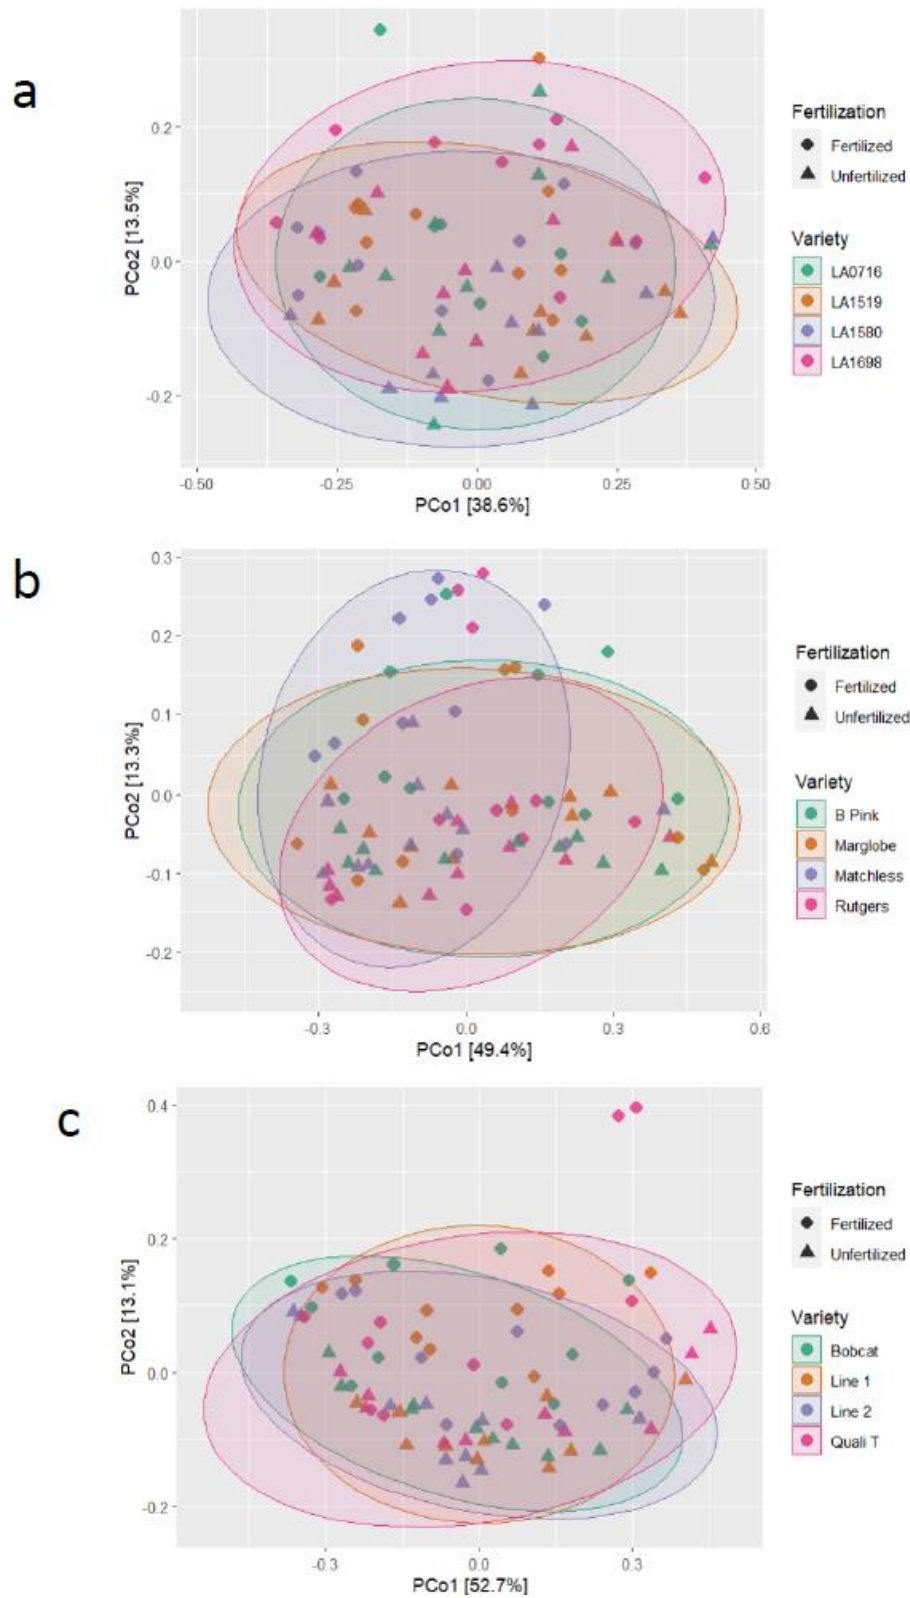 a
PCo2 [13.5%]
0.2
0.0
-0.2
-0.50
-0.25
0.00
0.25
0.50
PCo1 [38.6%]
Fertilization
Fertilized
Unfertilized
Variety
LA0716
LA1519
LA1580
LA1698
b
PCo2 [13.3%]
0.3
0.2
0.1
0.0
-0.1
-0.2
-0.3
0.0
0.3
0.6
PCo1 [49.4%]
Fertilization
Fertilized
Unfertilized
Variety
B Pink
Marglobe
Matchless
Rutgers
c
PCo2 [13.1%]
0.4
0.2
0.0
-0.2
-0.3
0.0
0.3
PCo1 [52.7%]
Fertilization
Fertilized
Unfertilized
Variety
Bobcat
Line 1
Line 2
Quali T